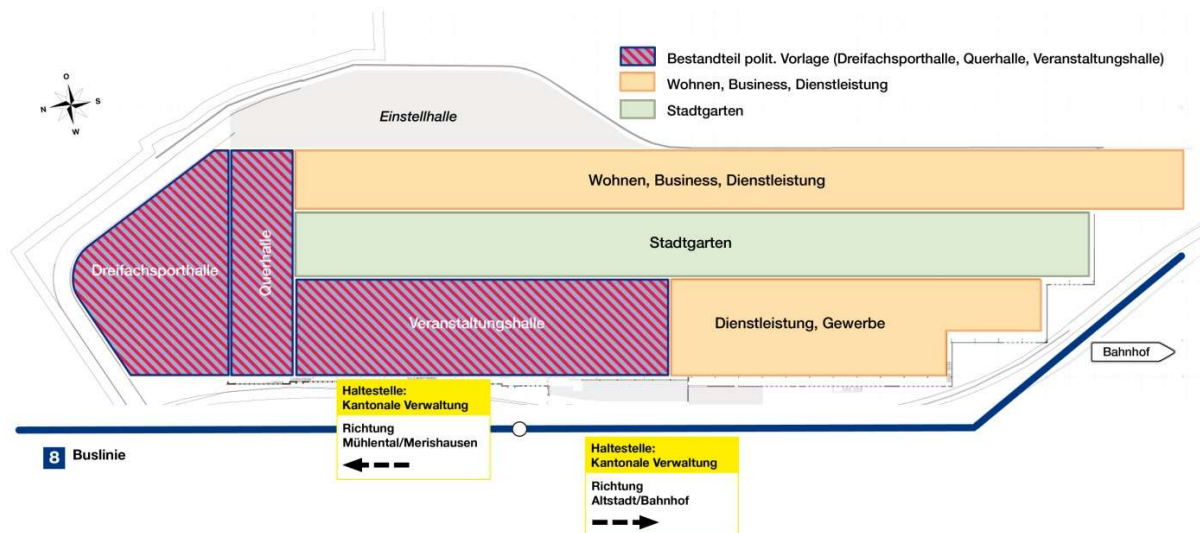 O
N
S
W
Bestandteil polit. Vorlage (Dreifachsporthalle, Querhalle, Veranstaltungshalle)
Wohnen, Business, Dienstleistung
Stadtgarten
Einstellhalle
Wohnen, Business, Dienstleistung
Stadtgarten
Dreifachsporthalle
Querhalle
Veranstaltungshalle
Dienstleistung, Gewerbe
Bahnhof
Haltestelle:
Kantonale Verwaltung
Richtung
Mühlental/Merishausen
8 Buslinie
Haltestelle:
Kantonale Verwaltung
Richtung
Altstadt/Bahnhof